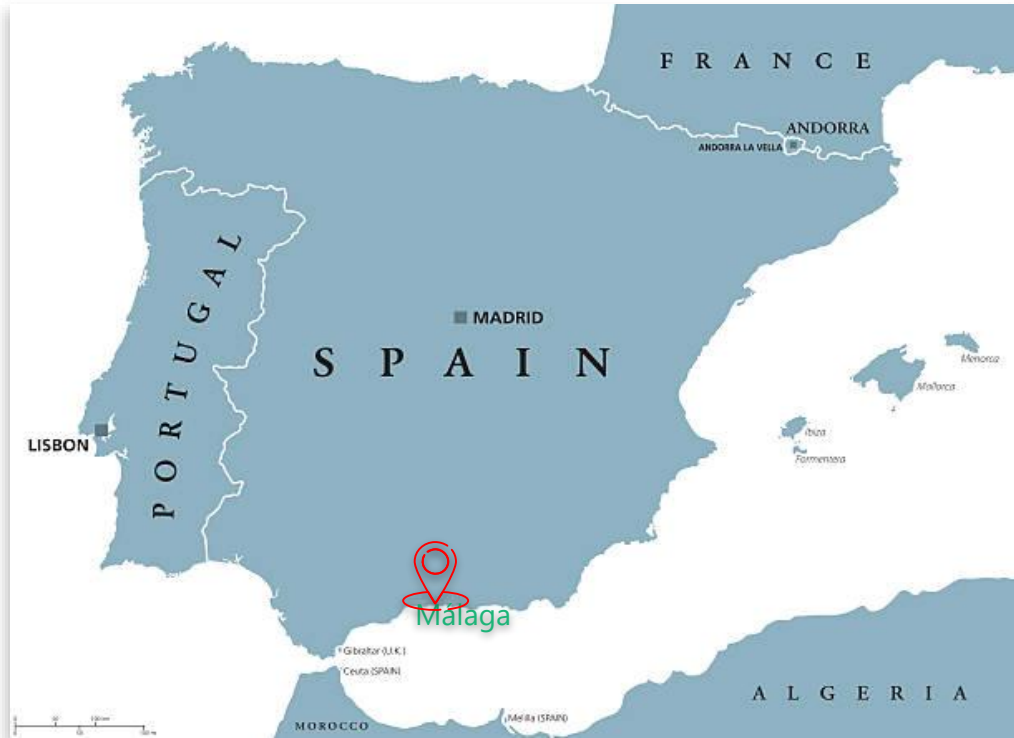 FRANCE
ANDORRA
ANDORRA LA VELLA
PORTUGAL
MADRID
SPAIN
Menorca
Mallorca
LISBON
Ibiza
Formentera
Malaga
Gibraltar (U.K.)
Ceuta (SPAIN)
ALGERIA
Melilla (SPAIN)
MOROCCO